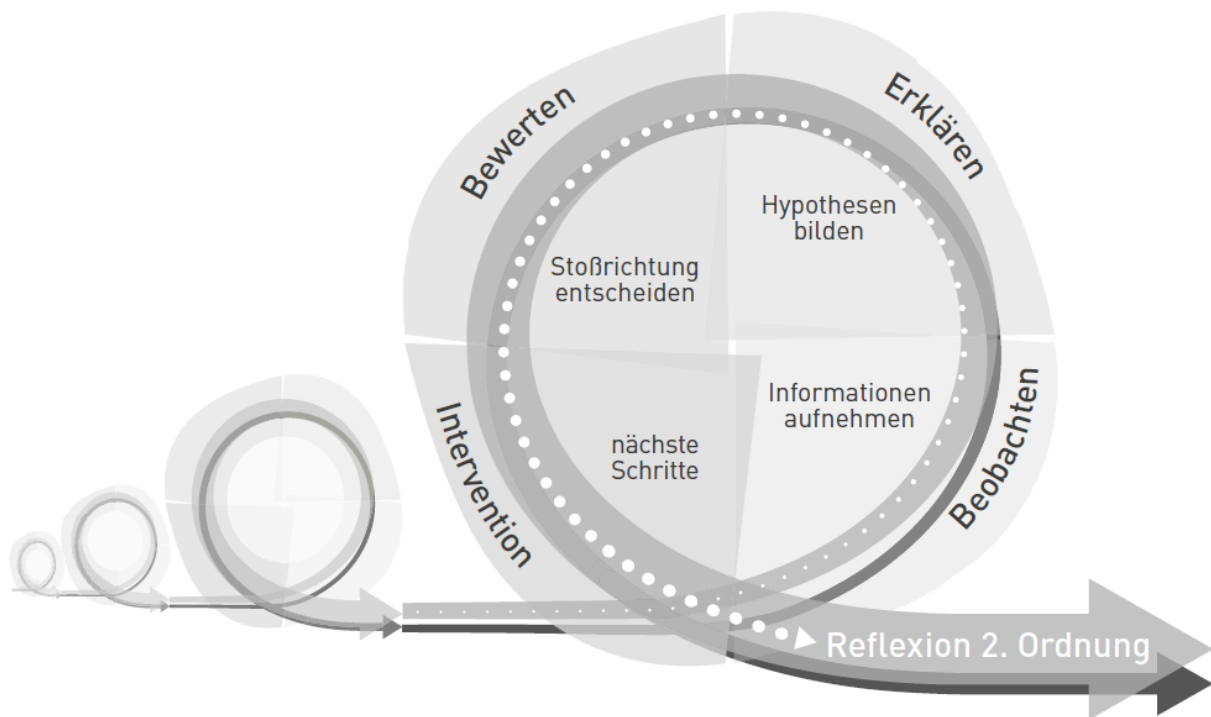 Bewerten
Erklären
Hypothesen
bilden
Stoßrichtung
entscheiden
Informationen
aufnehmen
nächste
Schritte
Intervention
Beobachten
Reflexion 2. Ordnung